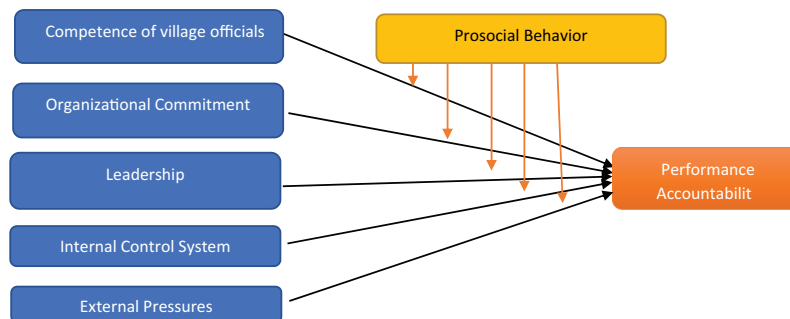 Competence of village officials
Prosocial Behavior
Organizational Commitment
Leadership
Performance
Accountabilit
Internal Control System
External Pressures